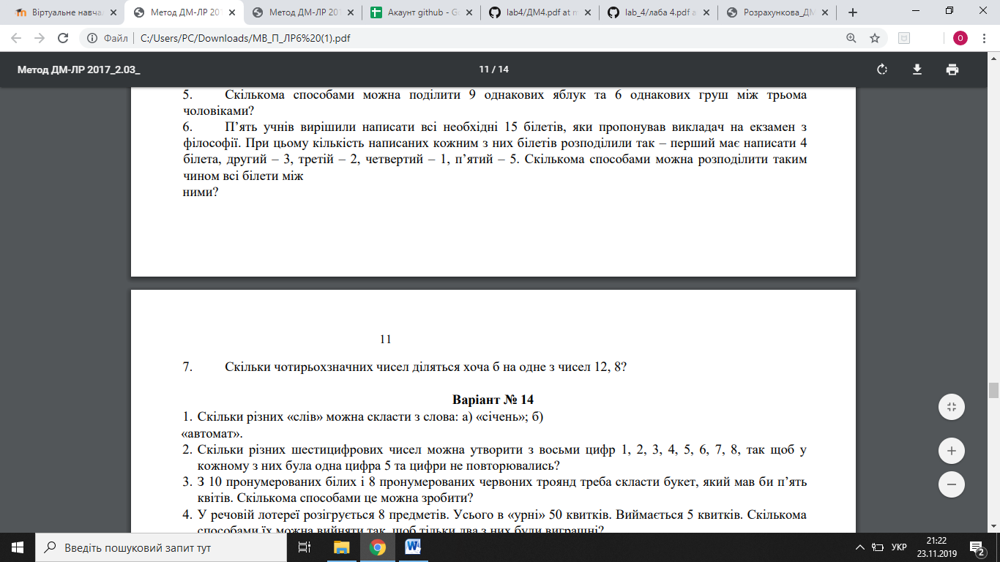 Віртуальне навча
Метод ДМ-ЛР 201
Метод ДМ-ЛР 201
Акаунт github - Go
lab4/ДМ4.pdf at m
lab_4/лаба 4.pdf a
Розрахункова_ДМ
Файл
C:/Users/PC/Downloads/МВ_П_ЛР6%20(1).pdf
O
Метод ДМ-ЛР 2017_2.03_
11 / 14
5. Скількома способами можна поділити 9 однакових яблук та 6 однакових груш між трьома
чоловіками?
6. П’ять учнів вирішили написати всі необхідні 15 білетів, яки пропонував викладач на екзамен з
філософії. При цьому кількість написаних кожним з них білетів розподілили так – перший має написати 4
білета, другий – 3, третій – 2, четвертий – 1, п’ятий – 5. Скількома способами можна розподілити таким
чином всі білети між
ними?
11
7. Скільки чотирьохзначних чисел діляться хоча б на одне з чисел 12, 8?
Варіант № 14
1. Скільки різних «слів» можна скласти з слова: а) «січень»; б)
«автомат».
2. Скільки різних шестицифрових чисел можна утворити з восьми цифр 1, 2, 3, 4, 5, 6, 7, 8, так щоб у
кожному з них була одна цифра 5 та цифри не повторювались?
3. З 10 пронумерованих білих і 8 пронумерованих червоних троянд треба скласти букет, який мав би п’ять
квітів. Скількома способами це можна зробити?
4. У речовій лотереї розігрується 8 предметів. Усього в «урні» 50 квитків. Виймається 5 квитків. Скількома
способами їх можна вийняти так, щоб тільки два з них були виграшні?
Введіть пошуковий запит тут
УКР
21:22
23.11.2019
2